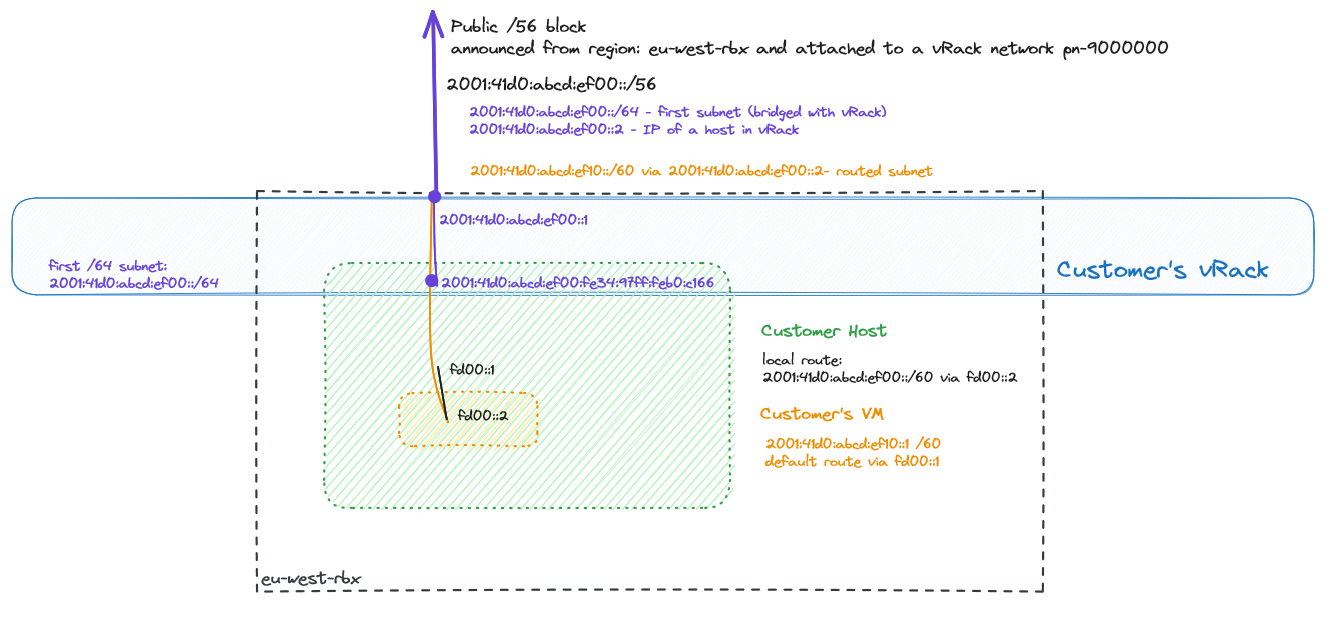 Public /56 block
announced from region: eu-west-rbx and attached to a vRack network pn-9000000
2001:41d0:abcd:ef00::/56
2001:41d0:abcd:ef00::/64 - first subnet (bridged with vRack)
2001:41d0:abcd:ef00::2 - IP of a host in vRack
2001:41d0:abcd:ef10::/60 via 2001:41d0:abcd:ef00::2- routed subnet
2001:41d0:abcd:ef00::1
first /64 subnet:
2001:41d0:abcd:ef00::/64
Customer's vRack
2001:41d0:abcd:ef00:fe34:97ff:feb0:c166
Customer Host
local route:
2001:41d0:abcd:ef00::/60 via fd00::2
fd00::1
fd00::2
Customer's VM
2001:41d0:abcd:ef10::1 /60
default route via fd00::1
eu-west-rbx